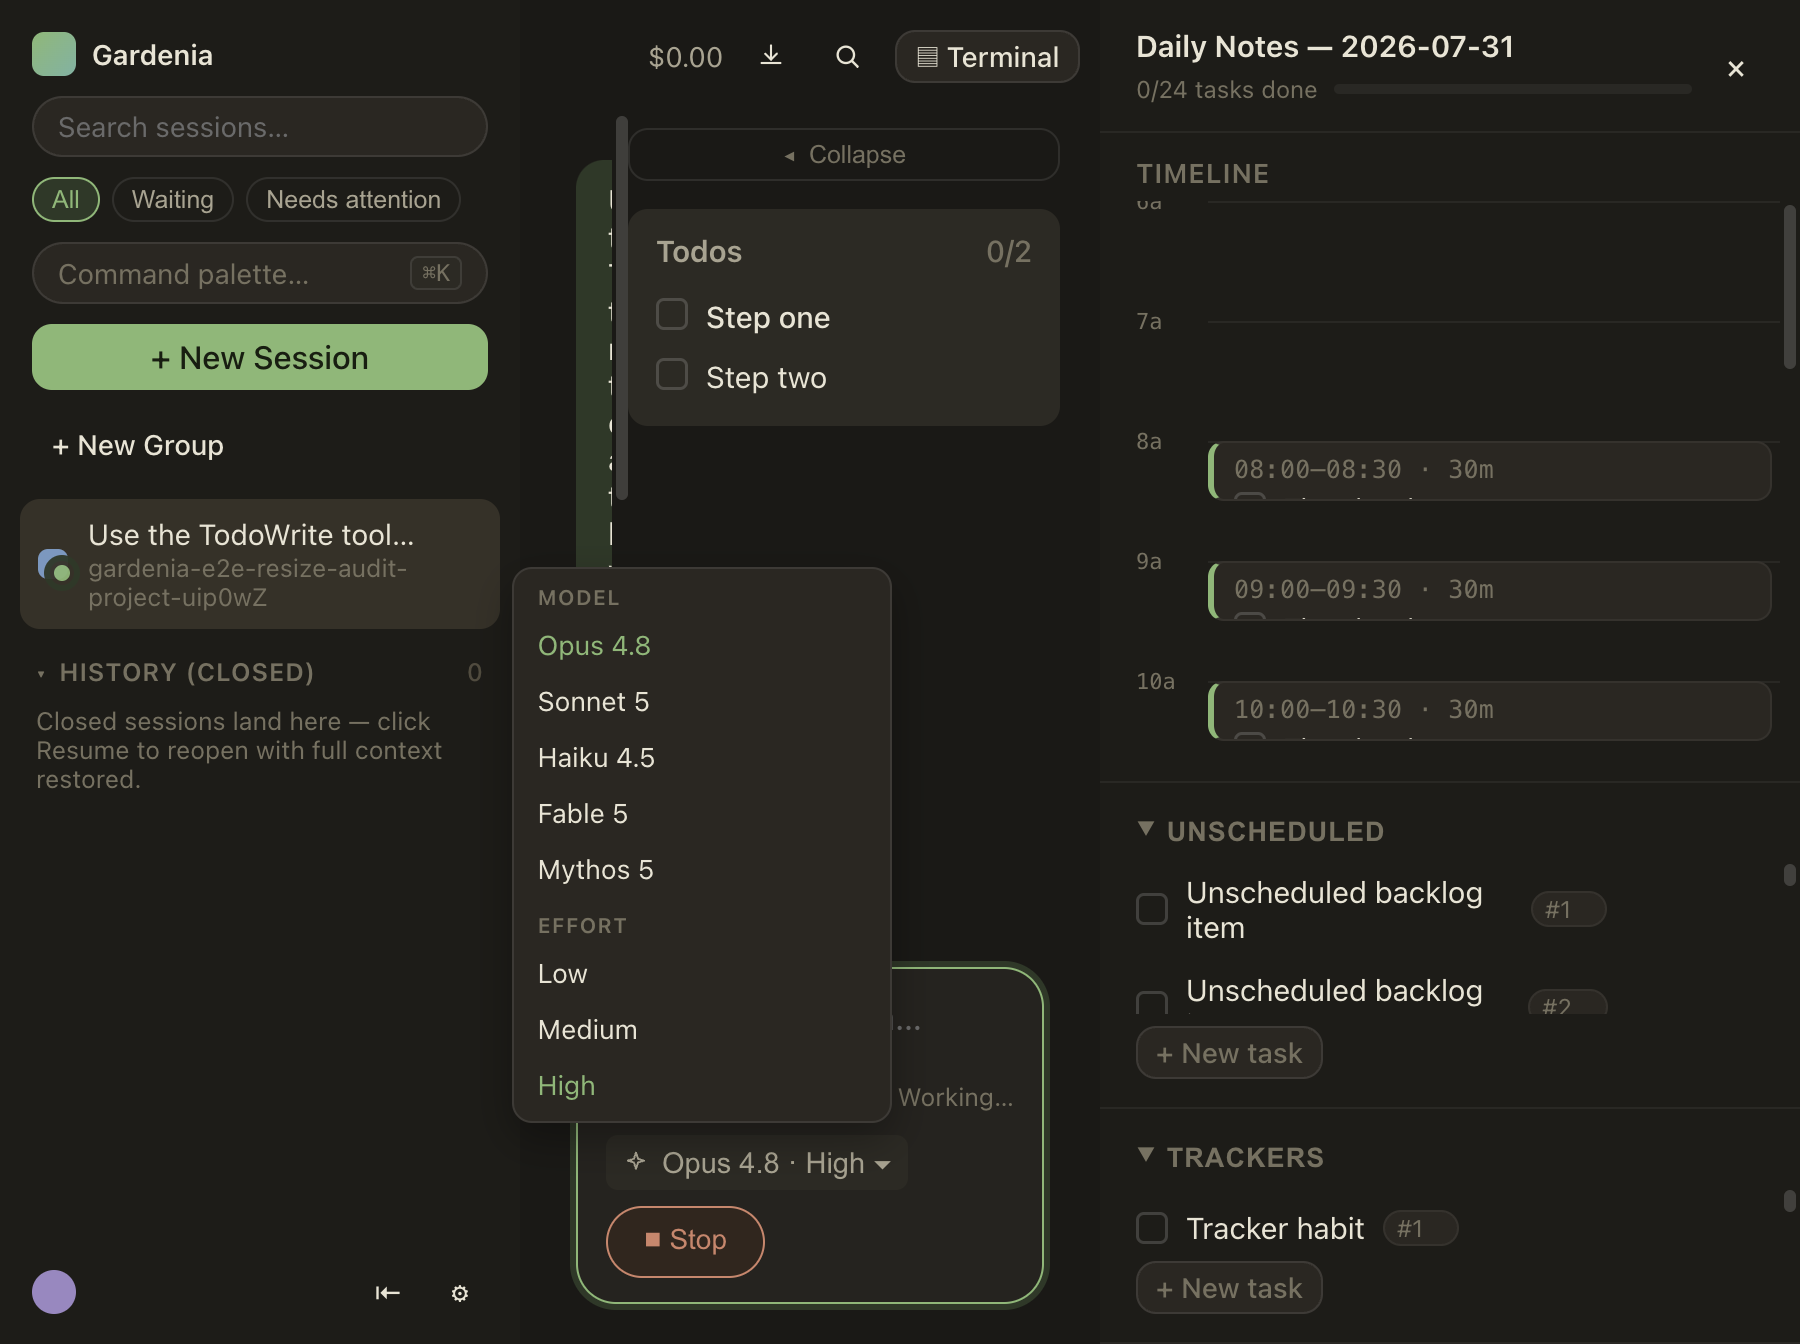 Gardenia
Search sessions...
All
Waiting
Needs attention
Command palette...
⌘K
+ New Session
+ New Group
Use the TodoWrite tool...
gardenia-e2e-resize-audit-
project-uip0wZ
▾ HISTORY (CLOSED) 0
Closed sessions land here — click
Resume to reopen with full context
restored.
$0.00
Terminal
◂ Collapse
Todos 0/2
Step one
Step two
MODEL
Opus 4.8
Sonnet 5
Haiku 4.5
Fable 5
Mythos 5
EFFORT
Low
Medium
High
Working...
Opus 4.8 · High
Stop
Daily Notes — 2026-07-31
0/24 tasks done
×
TIMELINE
6a
7a
8a
08:00–08:30 · 30m
9a
09:00–09:30 · 30m
10a
10:00–10:30 · 30m
▼ UNSCHEDULED
Unscheduled backlog
item
#1
Unscheduled backlog
#2
+ New task
▼ TRACKERS
Tracker habit #1
+ New task